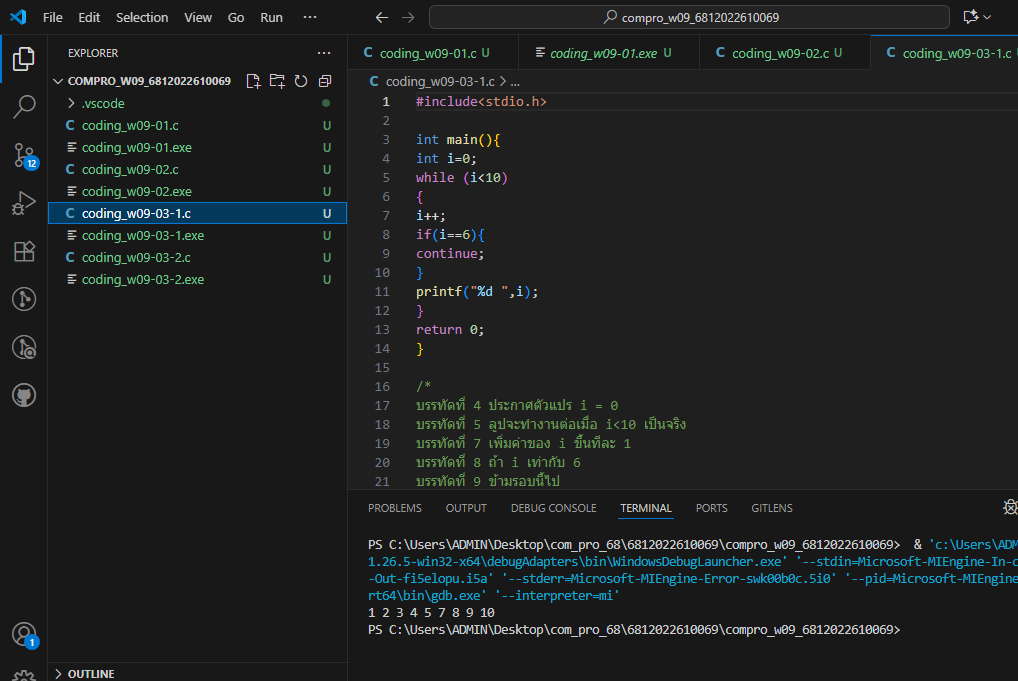 File Edit Selection View Go Run ··· compro_w09_6812022610069
EXPLORER ···
COMPRO_W09_6812022610069
.vscode
coding_w09-01.c U
coding_w09-01.exe U
coding_w09-02.c U
coding_w09-02.exe U
coding_w09-03-1.c U
coding_w09-03-1.exe U
coding_w09-03-2.c U
coding_w09-03-2.exe U
12
1
OUTLINE
coding_w09-01.c U coding_w09-01.exe U coding_w09-02.c U coding_w09-03-1.c
coding_w09-03-1.c > ...
1 #include<stdio.h>
2
3 int main(){
4 int i=0;
5 while (i<10)
6 {
7 i++;
8 if(i==6){
9 continue;
10 }
11 printf("%d ",i);
12 }
13 return 0;
14 }
15
16 /*
17 บรรทัดที่ 4 ประกาศตัวแปร i = 0
18 บรรทัดที่ 5 ลูปจะทำงานต่อเมื่อ i<10 เป็นจริง
19 บรรทัดที่ 7 เพิ่มค่าของ i ขึ้นทีละ 1
20 บรรทัดที่ 8 ถ้า i เท่ากับ 6
21 บรรทัดที่ 9 ข้ามรอบนี้ไป
PROBLEMS OUTPUT DEBUG CONSOLE TERMINAL PORTS GITLENS
PS C:\Users\ADMIN\Desktop\com_pro_68\6812022610069\compro_w09_6812022610069> & 'c:\Users\ADM
1.26.5-win32-x64\debugAdapters\bin\WindowsDebugLauncher.exe' '--stdin=Microsoft-MIEngine-In-c
-Out-fi5elopu.i5a' '--stderr=Microsoft-MIEngine-Error-swk00b0c.5i0' '--pid=Microsoft-MIEngine
rt64\bin\gdb.exe' '--interpreter=mi'
1 2 3 4 5 7 8 9 10
PS C:\Users\ADMIN\Desktop\com_pro_68\6812022610069\compro_w09_6812022610069>